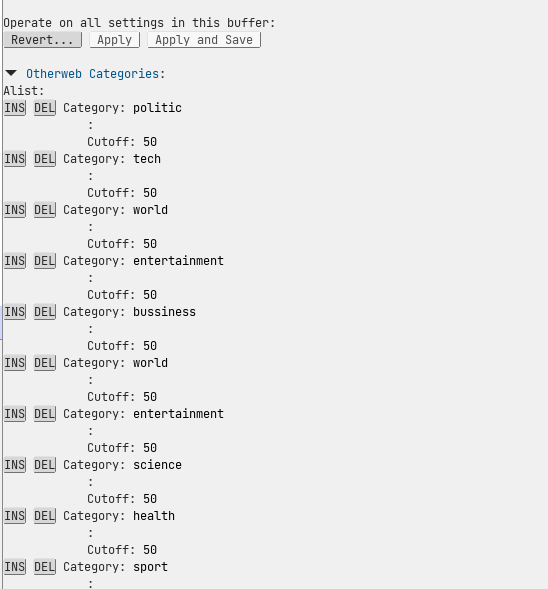 Operate on all settings in this buffer:
Revert... Apply Apply and Save
Otherweb Categories:
Alist:
INS DEL Category: politic
:
Cutoff: 50
INS DEL Category: tech
:
Cutoff: 50
INS DEL Category: world
:
Cutoff: 50
INS DEL Category: entertainment
:
Cutoff: 50
INS DEL Category: bussiness
:
Cutoff: 50
INS DEL Category: world
:
Cutoff: 50
INS DEL Category: entertainment
:
Cutoff: 50
INS DEL Category: science
:
Cutoff: 50
INS DEL Category: health
:
Cutoff: 50
INS DEL Category: sport
: